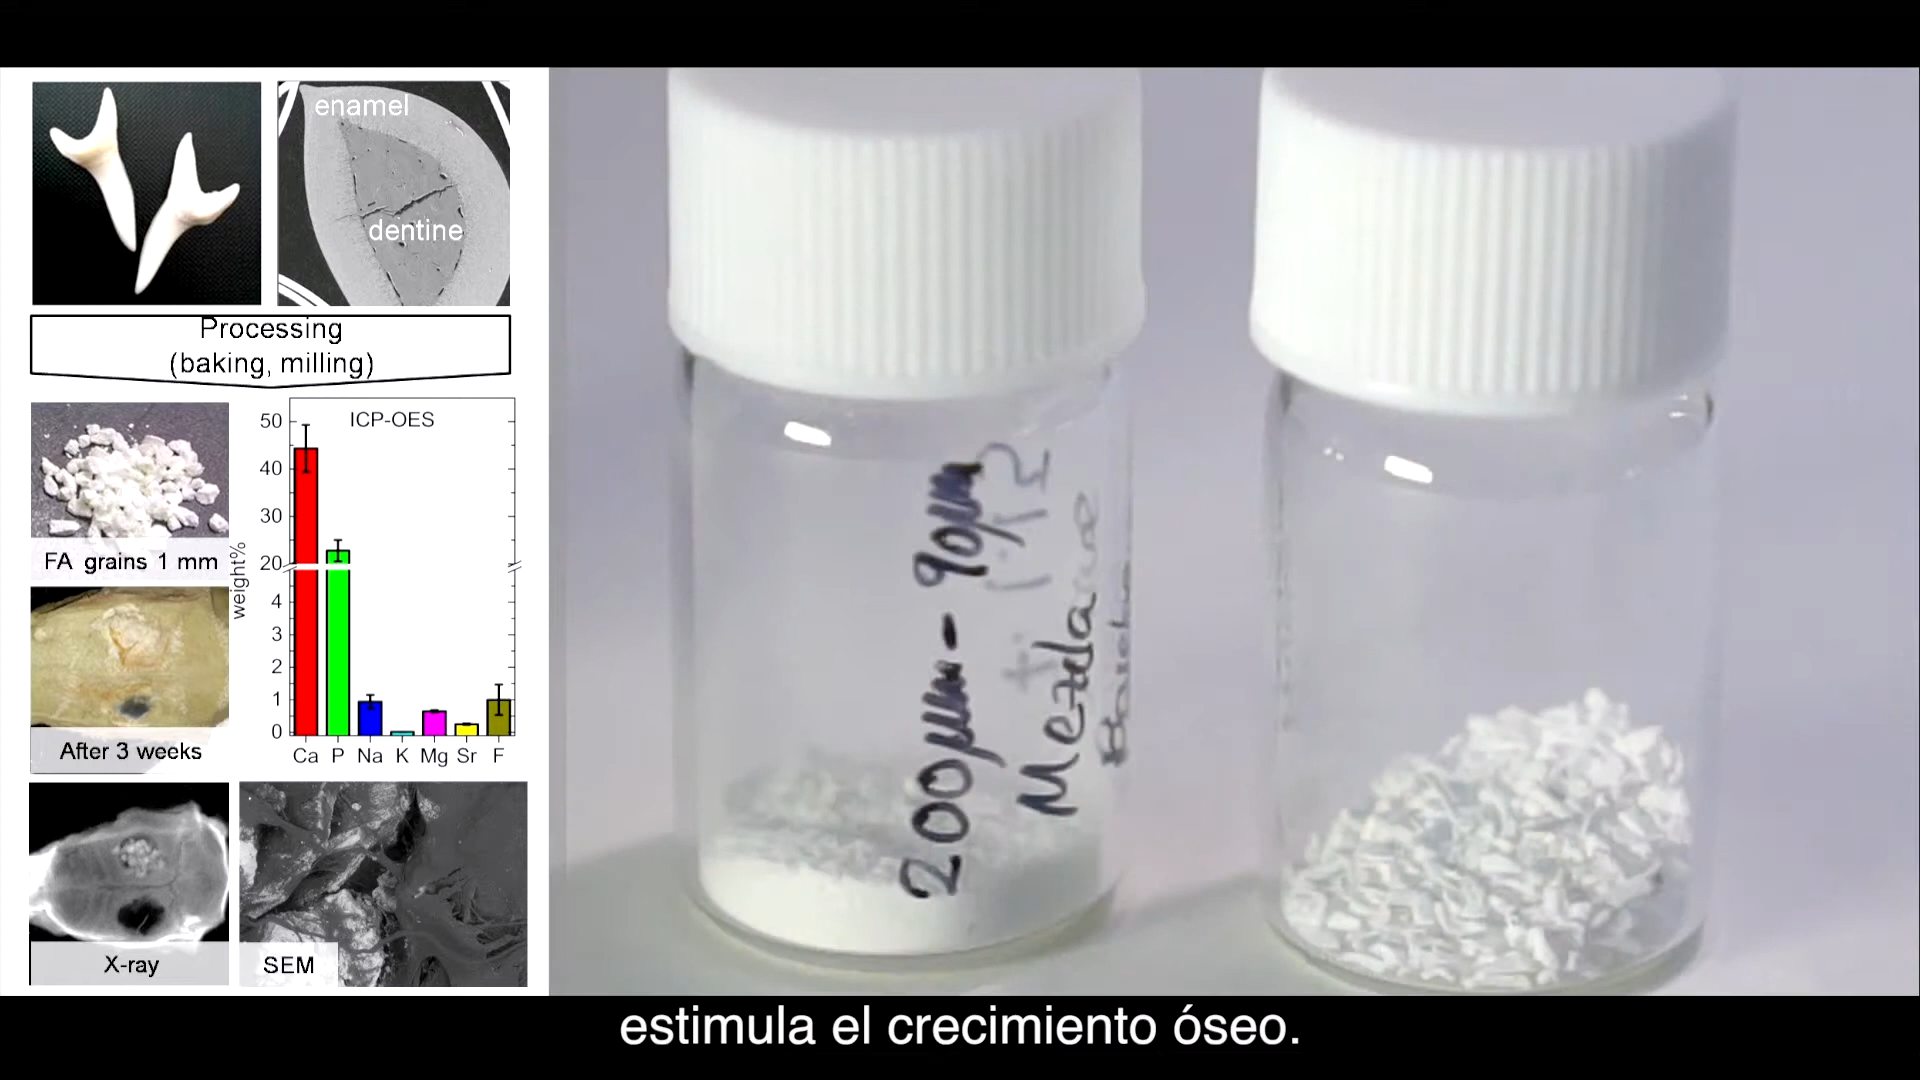 enamel
dentine
Processing
(baking, milling)
FA grains 1 mm
After 3 weeks
ICP-OES
weight%
50
40
30
20
4
3
2
1
0
Ca P Na K Mg Sr F
X-ray
SEM
200µm - 90µm
Mezcla
estimula el crecimiento óseo.